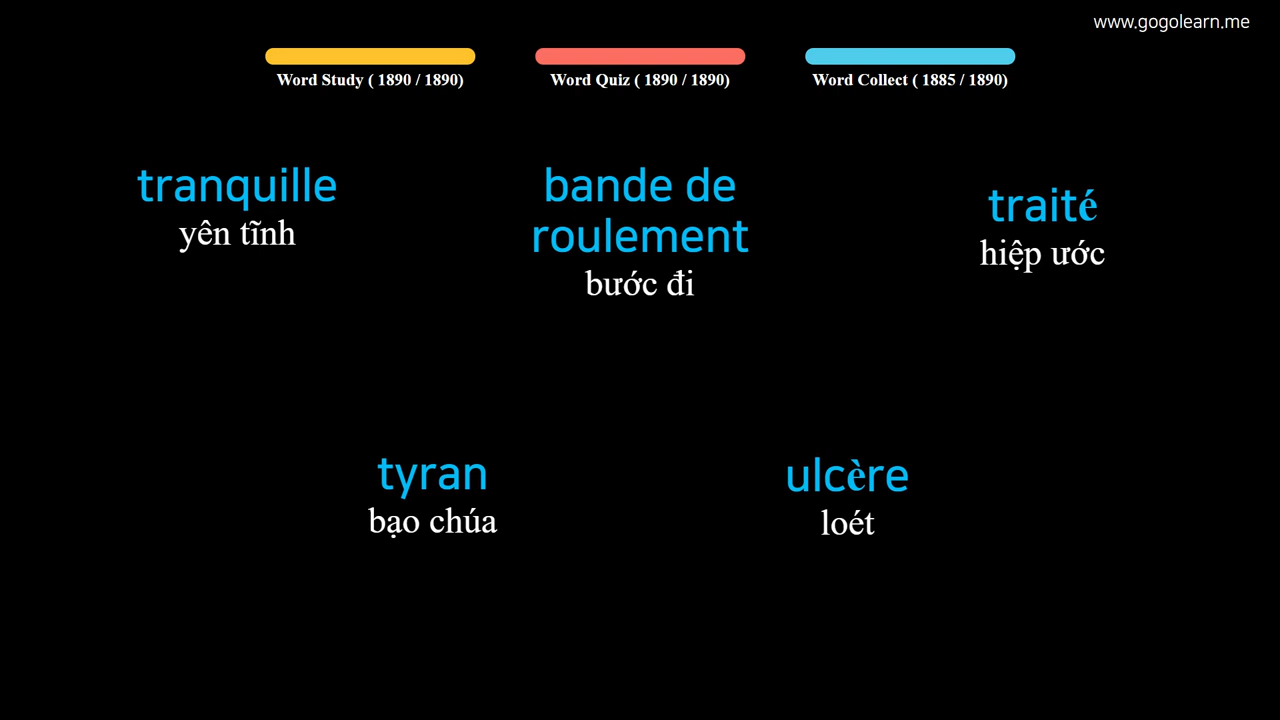 www.gogolearn.me
Word Study ( 1890 / 1890)
Word Quiz ( 1890 / 1890)
Word Collect ( 1885 / 1890)
tranquille
yên tĩnh
bande de
roulement
bước đi
traité
hiệp ước
tyran
bạo chúa
ulcère
loét